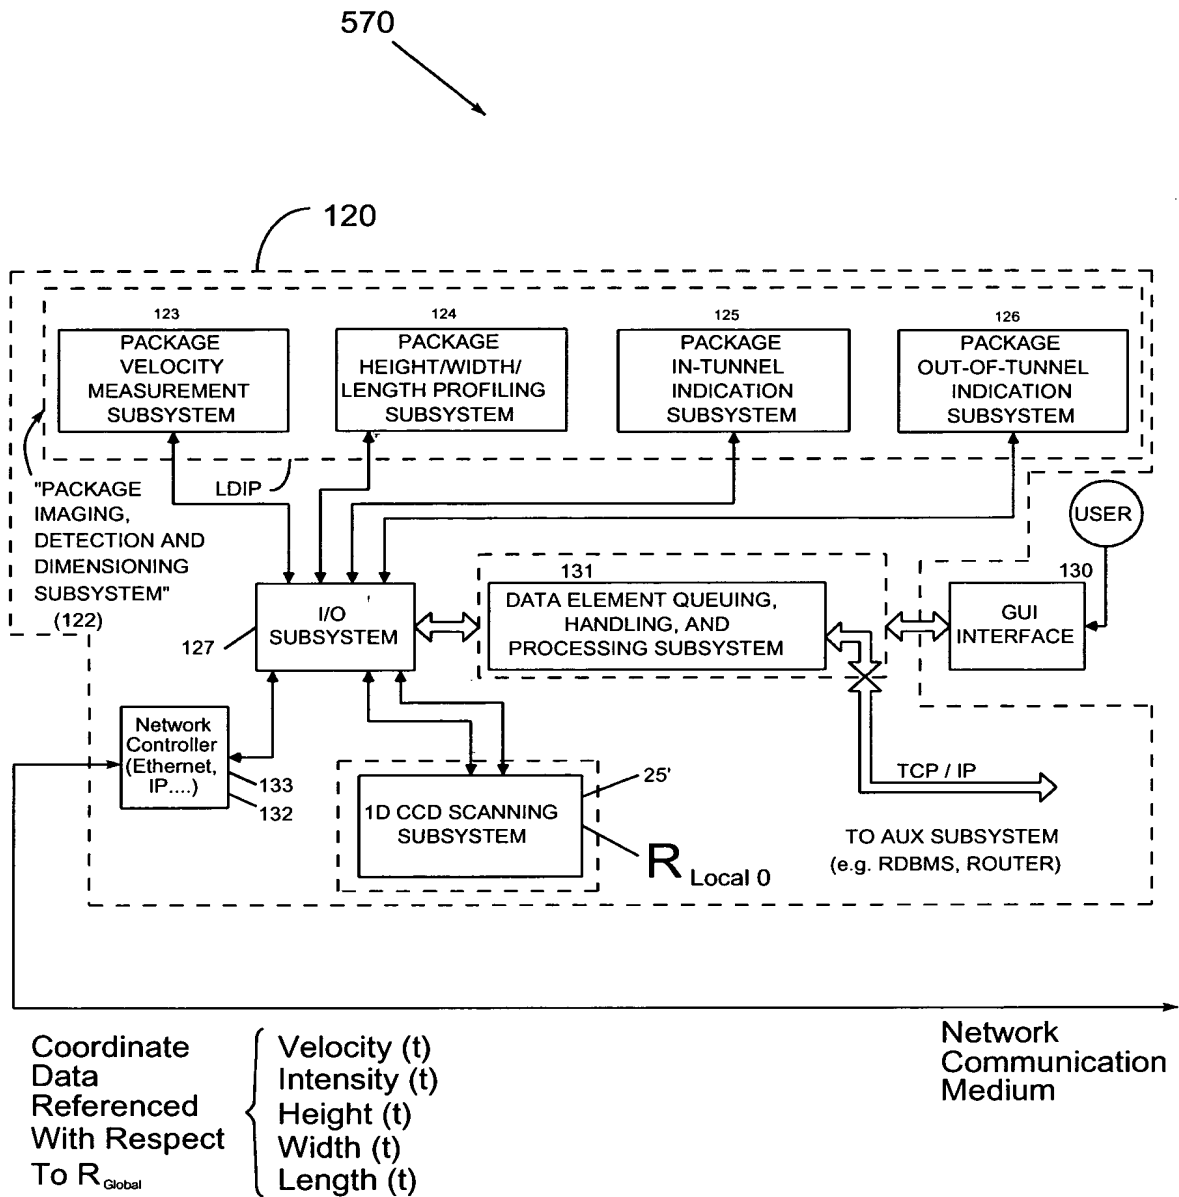 570
120
123
PACKAGE
VELOCITY
MEASUREMENT
SUBSYSTEM
124
PACKAGE
HEIGHT/WIDTH/
LENGTH PROFILING
SUBSYSTEM
125
PACKAGE
IN-TUNNEL
INDICATION
SUBSYSTEM
126
PACKAGE
OUT-OF-TUNNEL
INDICATION
SUBSYSTEM
LDIP
"PACKAGE
IMAGING,
DETECTION AND
DIMENSIONING
SUBSYSTEM"
(122)
USER
I/O
SUBSYSTEM
127
131
DATA ELEMENT QUEUING,
HANDLING, AND
PROCESSING SUBSYSTEM
130
GUI
INTERFACE
Network
Controller
(Ethernet,
IP....)
133
132
1D CCD SCANNING
SUBSYSTEM
25'
R Local 0
TCP / IP
TO AUX SUBSYSTEM
(e.g. RDBMS, ROUTER)
Coordinate
Data
Referenced
With Respect
To R Global
Velocity (t)
Intensity (t)
Height (t)
Width (t)
Length (t)
Network
Communication
Medium